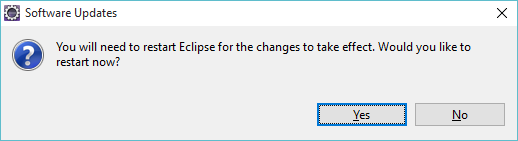 Software Updates
You will need to restart Eclipse for the changes to take effect. Would you like to
restart now?
Yes
No